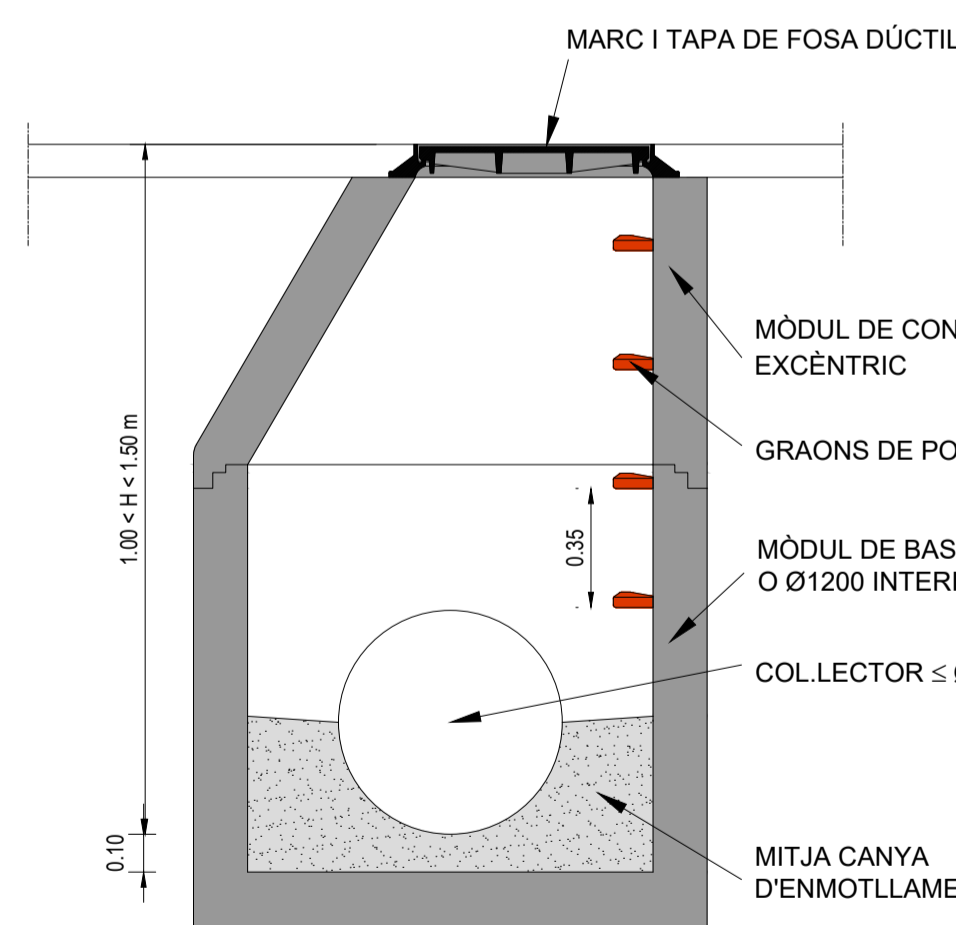 MARC I TAPA DE FOSA DÚCTIL
MÒDUL DE CON
EXCÈNTRIC
GRAONS DE PO
1.00 < H < 1.50 m
0.35
MÒDUL DE BAS
O Ø1200 INTER
COL.LECTOR ≤
0.10
MITJA CANYA
D'ENMOTLLAME